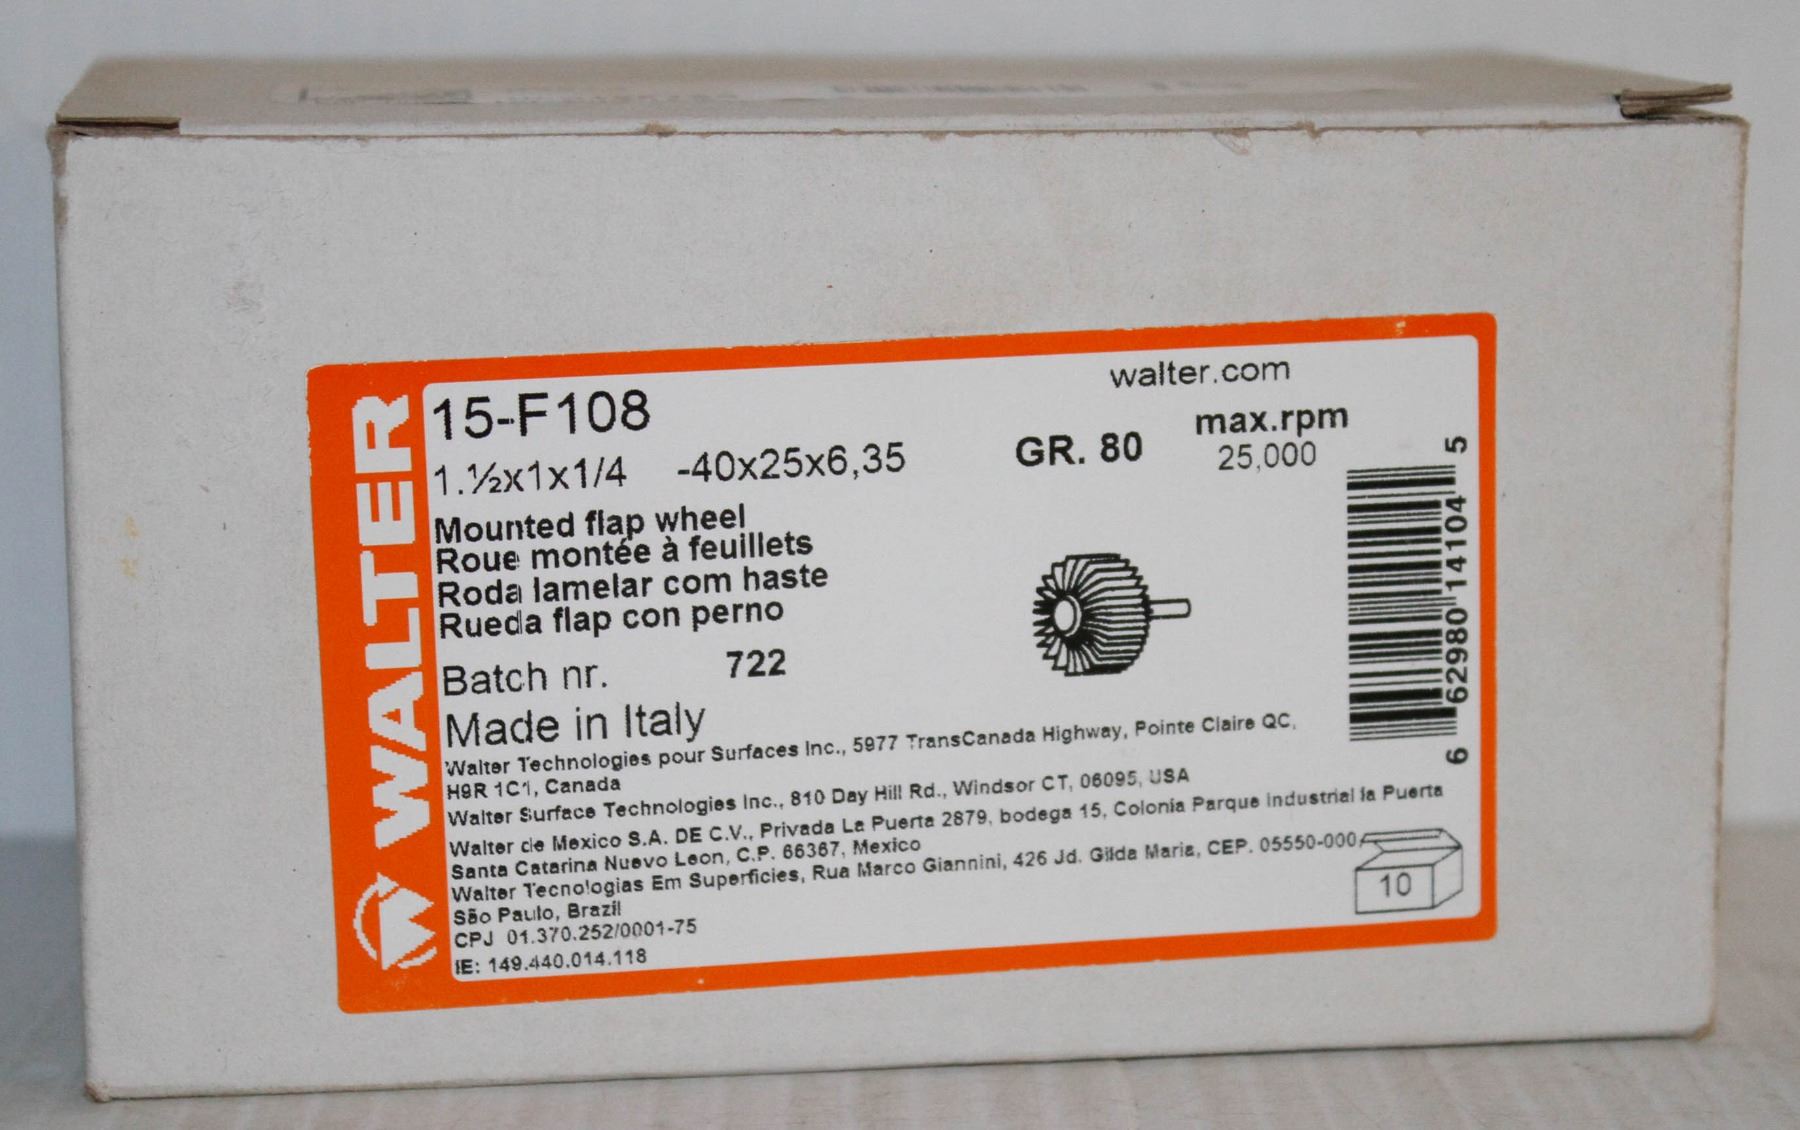 WALTER
walter.com
15-F108
1.½x1x1/4 -40x25x6,35
GR. 80
max.rpm
25,000
Mounted flap wheel
Roue montée à feuillets
Roda lamelar com haste
Rueda flap con perno
Batch nr. 722
Made in Italy
Walter Technologies pour Surfaces Inc., 5977 TransCanada Highway, Pointe Claire QC,
H9R 1C1, Canada
Walter Surface Technologies Inc., 810 Day Hill Rd., Windsor CT, 06095, USA
Walter de Mexico S.A. DE C.V., Privada La Puerta 2879, bodega 15, Colonia Parque Industrial la Puerta
Santa Catarina Nuevo Leon, C.P. 66367, Mexico
Walter Tecnologias Em Superficies, Rua Marco Giannini, 426 Jd. Gilda Maria, CEP. 05550-000,
São Paulo, Brazil
CPJ 01.370.252/0001-75
IE: 149.440.014.118
10
6 62980 14104 5